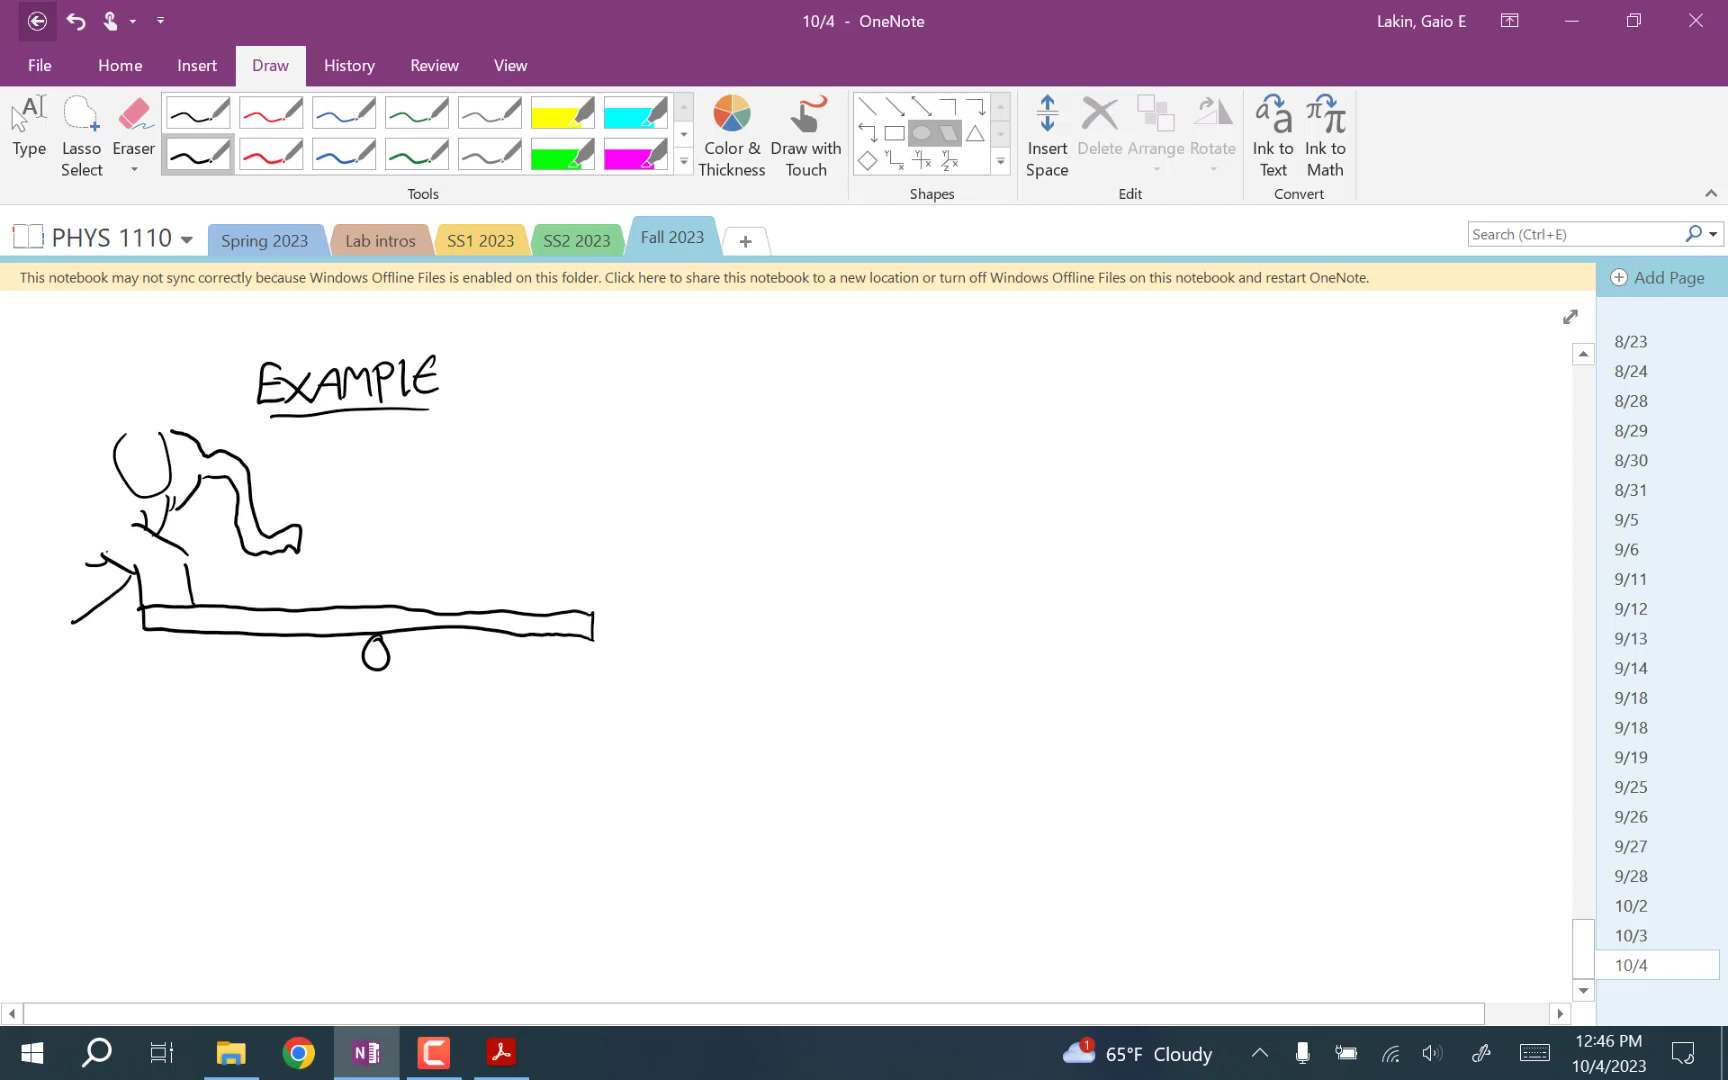 10/4 - OneNote
Lakin, Gaio E
File Home Insert Draw History Review View
Type
Lasso Select
Eraser
Color & Thickness
Draw with Touch
Insert Space
Delete
Arrange
Rotate
Ink to Text
Ink to Math
Tools
Shapes
Edit
Convert
PHYS 1110
Spring 2023
Lab intros
SS1 2023
SS2 2023
Fall 2023
Search (Ctrl+E)
This notebook may not sync correctly because Windows Offline Files is enabled on this folder. Click here to share this notebook to a new location or turn off Windows Offline Files on this notebook and restart OneNote.
Add Page
EXAMPLE
8/23
8/24
8/28
8/29
8/30
8/31
9/5
9/6
9/11
9/12
9/13
9/14
9/18
9/18
9/19
9/25
9/26
9/27
9/28
10/2
10/3
10/4
1
65°F Cloudy
12:46 PM
10/4/2023